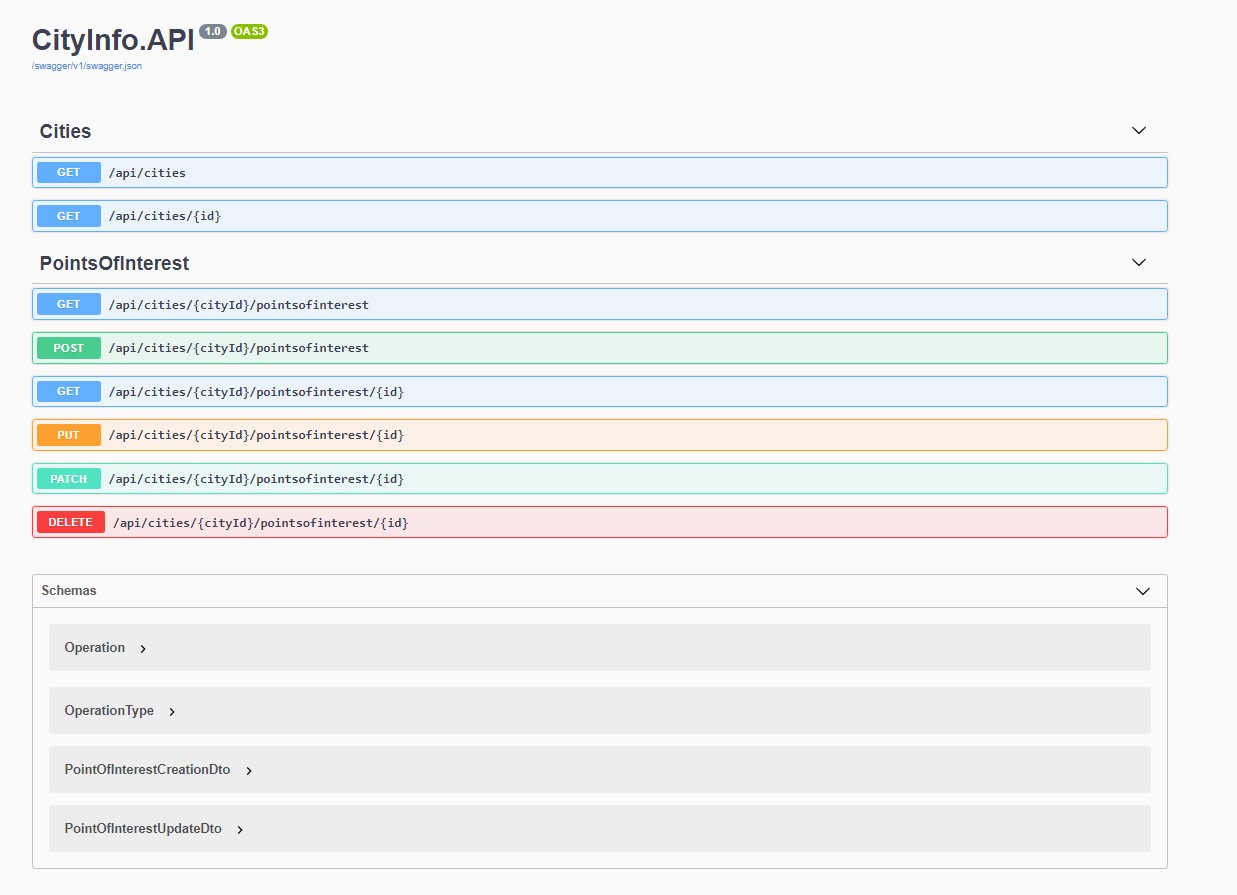 CityInfo.API 1.0 OAS3
/swagger/v1/swagger.json
Cities
GET /api/cities
GET /api/cities/{id}
PointsOfInterest
GET /api/cities/{cityId}/pointsofinterest
POST /api/cities/{cityId}/pointsofinterest
GET /api/cities/{cityId}/pointsofinterest/{id}
PUT /api/cities/{cityId}/pointsofinterest/{id}
PATCH /api/cities/{cityId}/pointsofinterest/{id}
DELETE /api/cities/{cityId}/pointsofinterest/{id}
Schemas
Operation
OperationType
PointOfInterestCreationDto
PointOfInterestUpdateDto